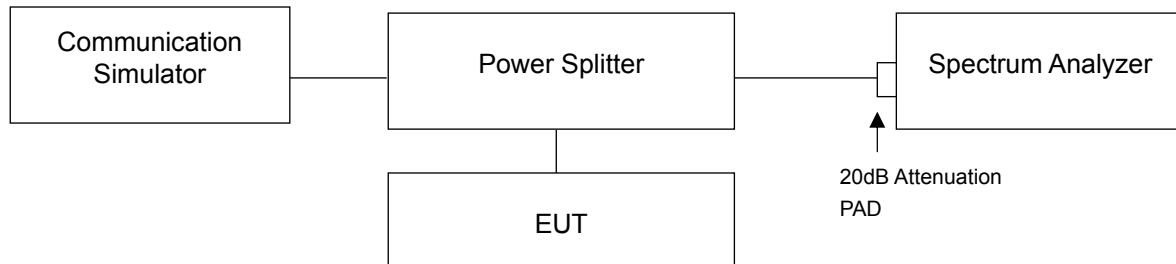 Communication
Simulator
Power Splitter
Spectrum Analyzer
20dB Attenuation
PAD
EUT